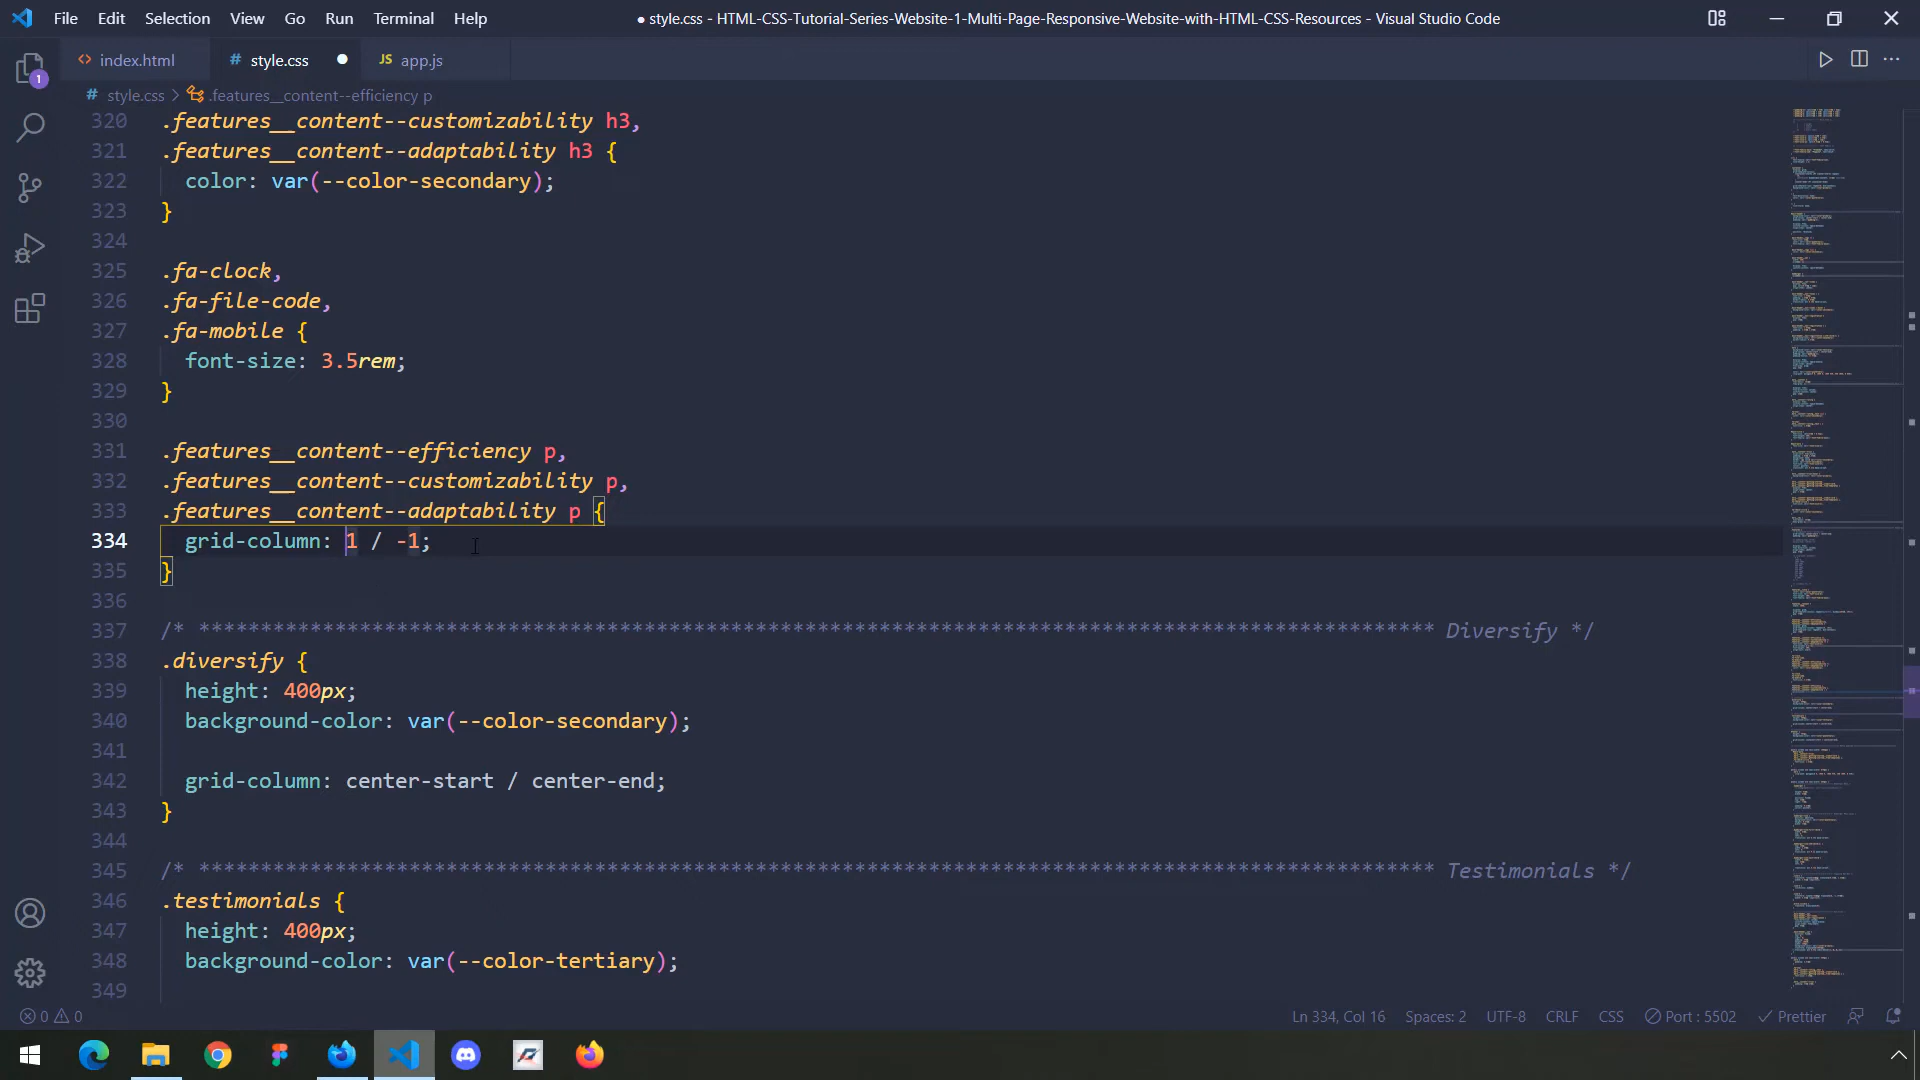 File Edit Selection View Go Run Terminal Help
● style.css - HTML-CSS-Tutorial-Series-Website-1-Multi-Page-Responsive-Website-with-HTML-CSS-Resources - Visual Studio Code
<> index.html # style.css ● JS app.js
# style.css > .features__content--efficiency p
1
320 .features__content--customizability h3,
321 .features__content--adaptability h3 {
322 color: var(--color-secondary);
323 }
324
325 .fa-clock,
326 .fa-file-code,
327 .fa-mobile {
328 font-size: 3.5rem;
329 }
330
331 .features__content--efficiency p,
332 .features__content--customizability p,
333 .features__content--adaptability p {
334 grid-column: 1 / -1;
335 }
336
337 /* **************************************************************************************************** Diversify */
338 .diversify {
339 height: 400px;
340 background-color: var(--color-secondary);
341
342 grid-column: center-start / center-end;
343 }
344
345 /* **************************************************************************************************** Testimonials */
346 .testimonials {
347 height: 400px;
348 background-color: var(--color-tertiary);
349
0 0 Ln 334, Col 16 Spaces: 2 UTF-8 CRLF CSS Port : 5502 Prettier